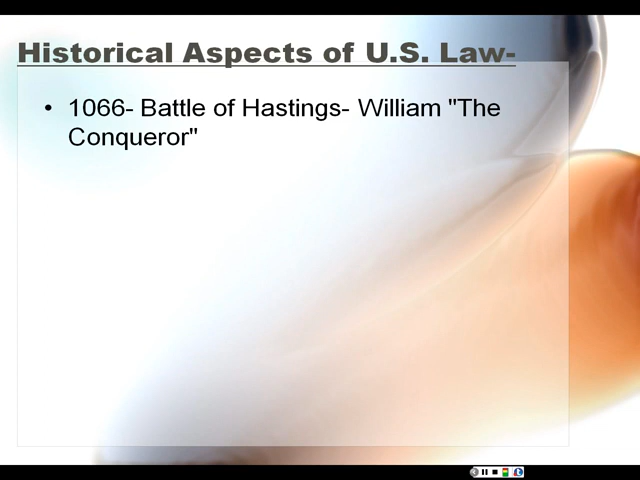 Historical Aspects of U.S. Law-
• 1066- Battle of Hastings- William "The
Conqueror"